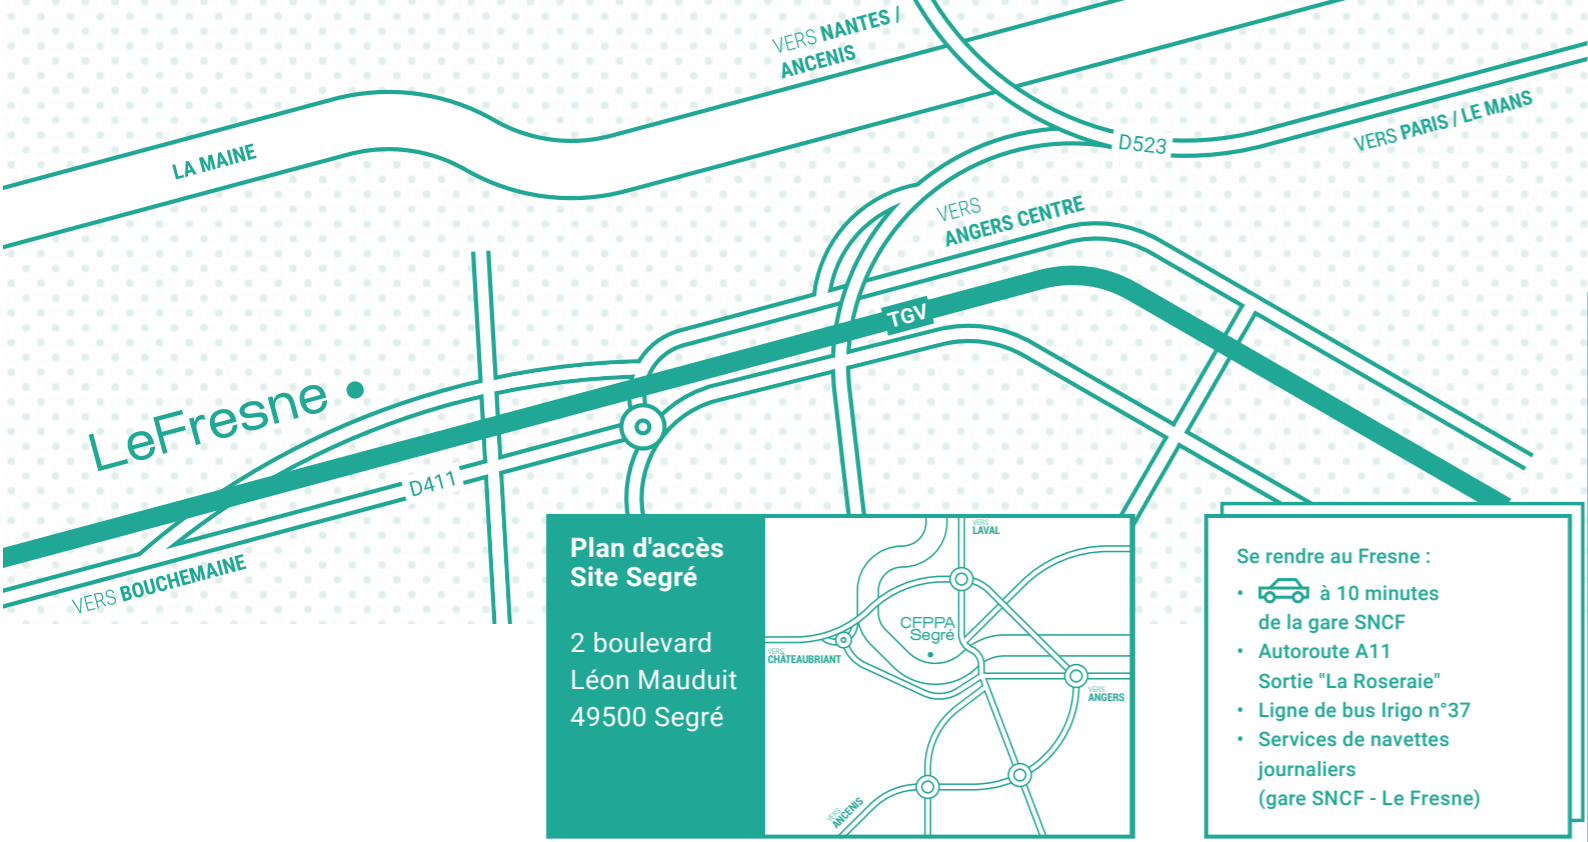 VERS NANTES /
ANCENIS
LA MAINE
D523
VERS PARIS / LE MANS
VERS
ANGERS CENTRE
TGV
LeFresne
D411
VERS BOUCHEMAINE
Plan d'accès
Site Segré
2 boulevard
Léon Mauduit
49500 Segré
VERS
LAVAL
CFPPA
Segré
VERS
CHÂTEAUBRIANT
VERS
ANGERS
VERS
ANCENIS
Se rendre au Fresne :
• à 10 minutes
de la gare SNCF
• Autoroute A11
Sortie "La Roseraie"
• Ligne de bus Irigo n°37
• Services de navettes
journaliers
(gare SNCF - Le Fresne)